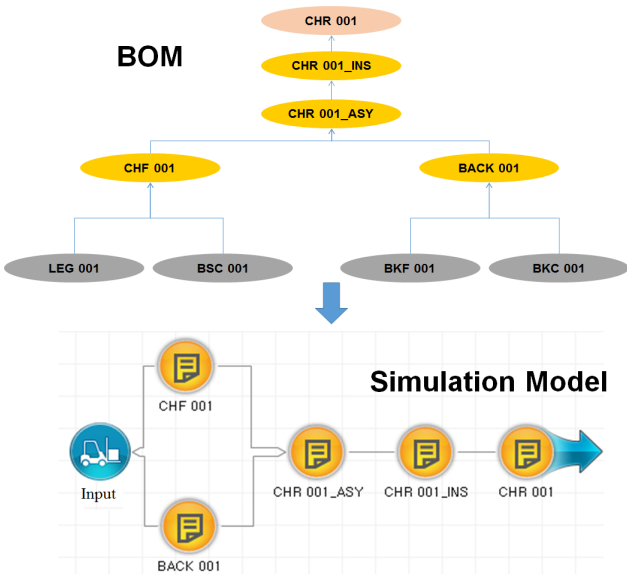 CHR 001
BOM
CHR 001_INS
CHR 001_ASY
CHF 001
BACK 001
LEG 001
BSC 001
BKF 001
BKC 001
Simulation Model
CHF 001
Input
CHR 001_ASY
CHR 001_INS
CHR 001
BACK 001